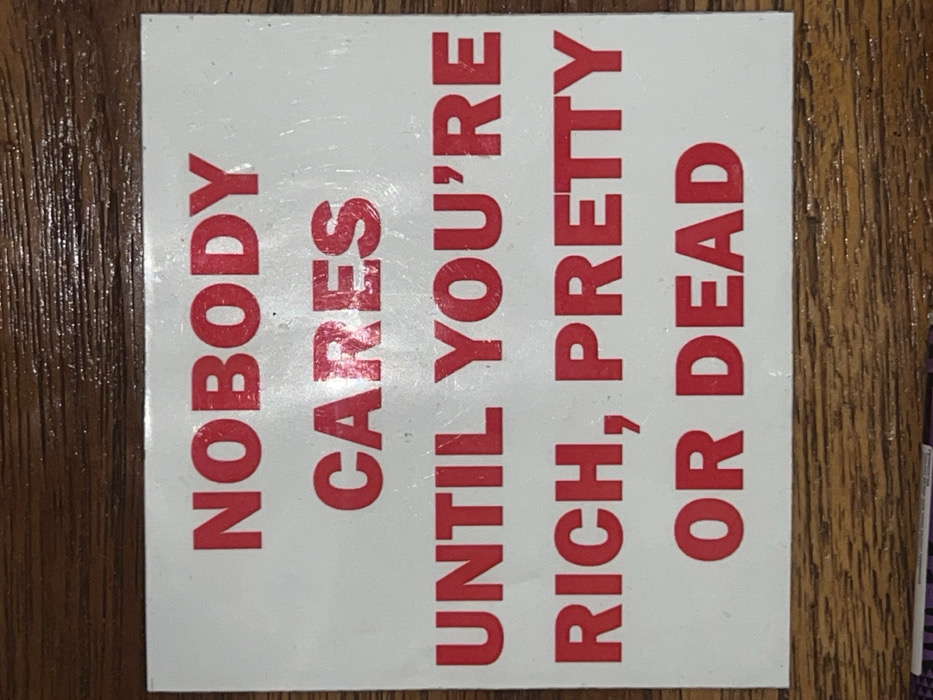 NOBODY
CARES
UNTIL YOU'RE
RICH, PRETTY
OR DEAD